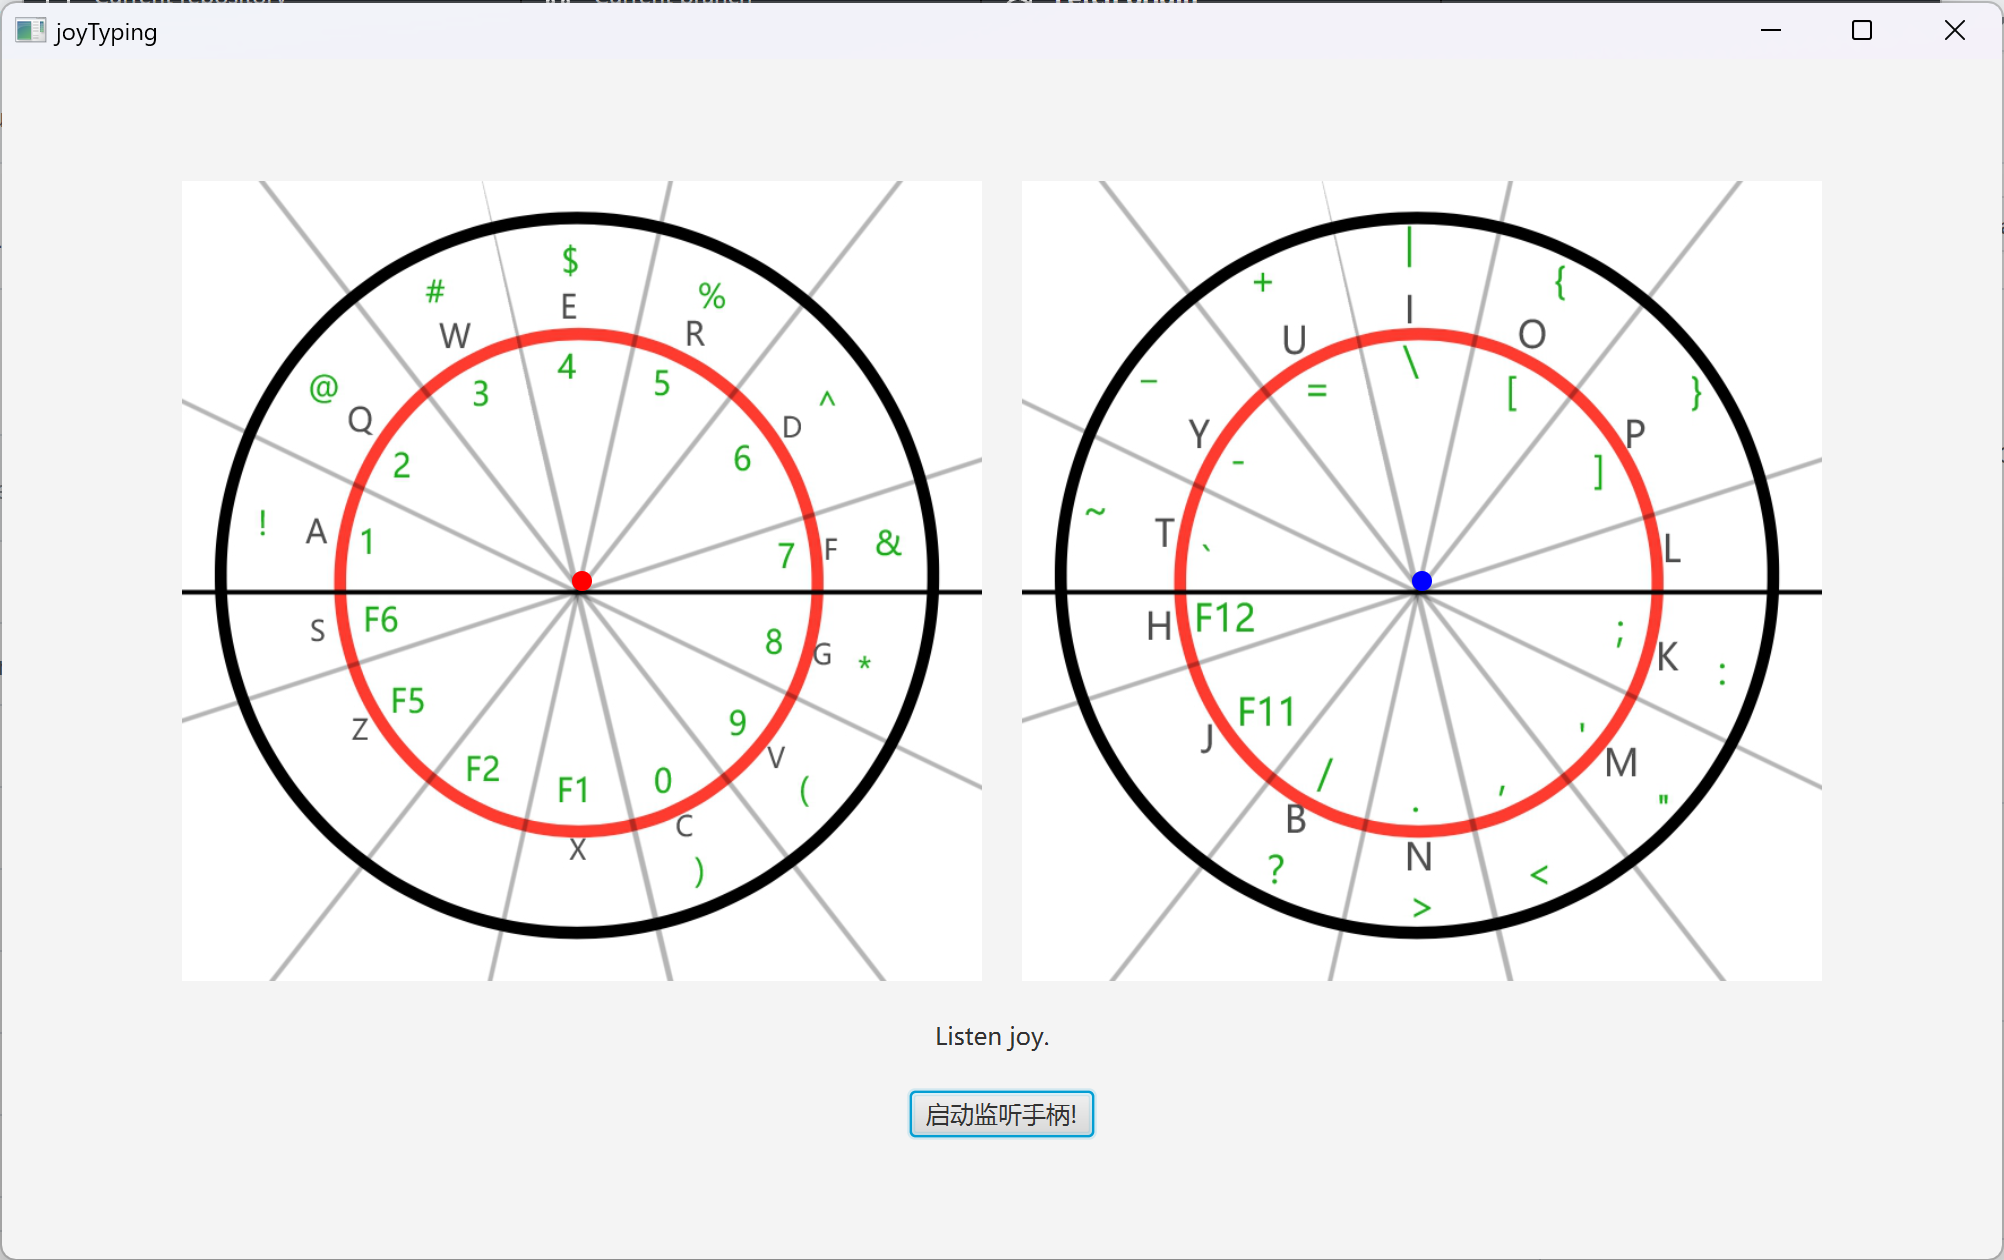 joyTyping
$
#
%
E
W
R
4
3
5
@
^
Q
D
6
2
!
A
1
7
F
&
S
F6
8
G
*
F5
Z
9
V
F2
F1
0
(
C
X
)
|
+
{
I
U
O
\
=
[
_
}
Y
P
-
]
~
T
`
L
H
F12
;
K
:
F11
J
'
M
/
.
,
"
B
N
?
<
>
Listen joy.
启动监听手柄!